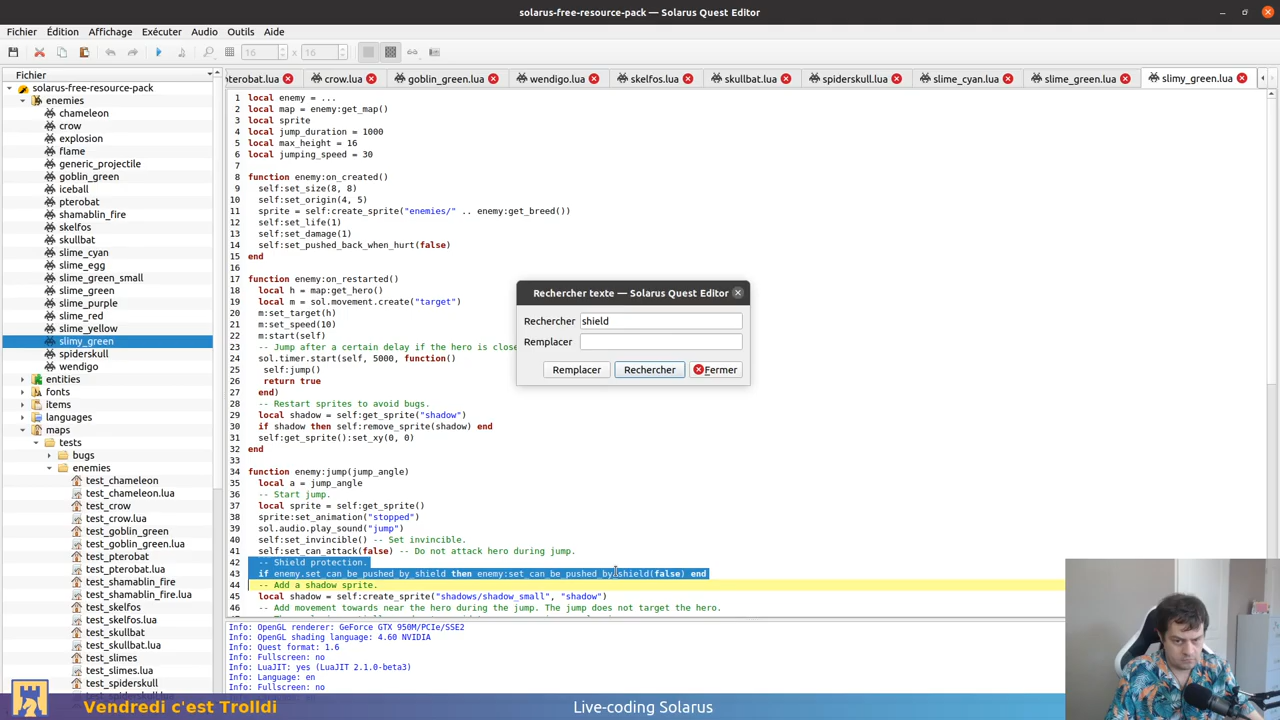 solarus-free-resource-pack — Solarus Quest Editor
Fichier Édition Affichage Exécuter Audio Outils Aide
16 x 16
Fichier
solarus-free-resource-pack
enemies
chameleon
crow
explosion
flame
generic_projectile
goblin_green
iceball
pterobat
shamablin_fire
skelfos
skullbat
slime_cyan
slime_egg
slime_green_small
slime_green
slime_purple
slime_red
slime_yellow
slimy_green
spiderskull
wendigo
entities
fonts
items
languages
maps
tests
bugs
enemies
test_chameleon
test_chameleon.lua
test_crow
test_crow.lua
test_goblin_green
test_goblin_green.lua
test_pterobat
test_pterobat.lua
test_shamablin_fire
test_shamablin_fire.lua
test_skelfos
test_skelfos.lua
test_skullbat
test_skullbat.lua
test_slimes
test_slimes.lua
test_spiderskull
terobat.lua crow.lua goblin_green.lua wendigo.lua skelfos.lua skullbat.lua spiderskull.lua slime_cyan.lua slime_green.lua slimy_green.lua
1 local enemy = ...
2 local map = enemy:get_map()
3 local sprite
4 local jump_duration = 1000
5 local max_height = 16
6 local jumping_speed = 30
7
8 function enemy:on_created()
9 self:set_size(8, 8)
10 self:set_origin(4, 5)
11 sprite = self:create_sprite("enemies/" .. enemy:get_breed())
12 self:set_life(1)
13 self:set_damage(1)
14 self:set_pushed_back_when_hurt(false)
15 end
16
17 function enemy:on_restarted()
18 local h = map:get_hero()
19 local m = sol.movement.create("target")
20 m:set_target(h)
21 m:set_speed(10)
22 m:start(self)
23 -- Jump after a certain delay if the hero is close
24 sol.timer.start(self, 5000, function()
25 self:jump()
26 return true
27 end)
28 -- Restart sprites to avoid bugs.
29 local shadow = self:get_sprite("shadow")
30 if shadow then self:remove_sprite(shadow) end
31 self:get_sprite():set_xy(0, 0)
32 end
33
34 function enemy:jump(jump_angle)
35 local a = jump_angle
36 -- Start jump.
37 local sprite = self:get_sprite()
38 sprite:set_animation("stopped")
39 sol.audio.play_sound("jump")
40 self:set_invincible() -- Set invincible.
41 self:set_can_attack(false) -- Do not attack hero during jump.
42 -- Shield protection.
43 if enemy.set_can_be_pushed_by_shield then enemy:set_can_be_pushed_by_shield(false) end
44 -- Add a shadow sprite.
45 local shadow = self:create_sprite("shadows/shadow_small", "shadow")
46 -- Add movement towards near the hero during the jump. The jump does not target the hero.
Rechercher texte — Solarus Quest Editor
Rechercher shield
Remplacer
Remplacer Rechercher Fermer
Info: OpenGL renderer: GeForce GTX 950M/PCIe/SSE2
Info: OpenGL shading language: 4.60 NVIDIA
Info: Quest format: 1.6
Info: Fullscreen: no
Info: LuaJIT: yes (LuaJIT 2.1.0-beta3)
Info: Language: en
Info: Fullscreen: no
Vendredi c'est Trolldi
Live-coding Solarus